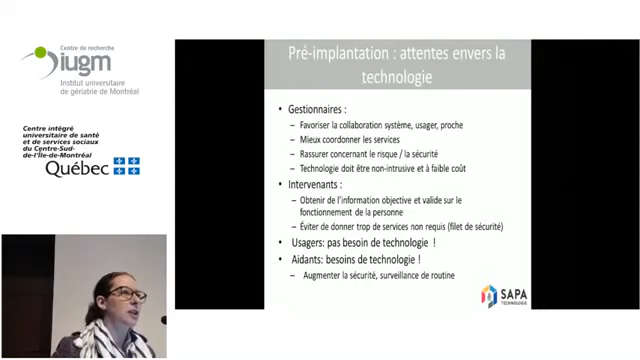 Centre de recherche
iugm
Institut universitaire
de gériatrie de Montréal
Centre intégré
universitaire de santé
et de services sociaux
du Centre-Sud-
de-l'Île-de-Montréal
Québec
Pré-implantation : attentes envers la
technologie
• Gestionnaires :
– Favoriser la collaboration système, usager, proche
– Mieux coordonner les services
– Rassurer concernant le risque / la sécurité
– Technologie doit être non-intrusive et à faible coût
• Intervenants :
– Obtenir de l'information objective et valide sur le
fonctionnement de la personne
– Éviter de donner trop de services non requis (filet de sécurité)
• Usagers: pas besoin de technologie !
• Aidants: besoins de technologie !
– Augmenter la sécurité, surveillance de routine
SAPA
TECHNOLOGIE